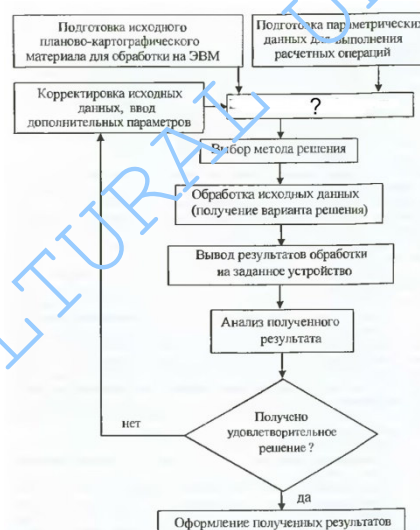 Подготовка исходного
планово-картографического
материала для обработки на ЭВМ
Подготовка параметрических
данных для выполнения
расчетных операций
Корректировка исходных
данных, ввод
дополнительных параметров
?
Выбор метода решения
Обработка исходных данных
(получение варианта решения)
Вывод результатов обработки
на заданное устройство
Анализ полученного
результата
Получено
удовлетворительное
решение ?
нет
да
Оформление полученных результатов
LTURAL U